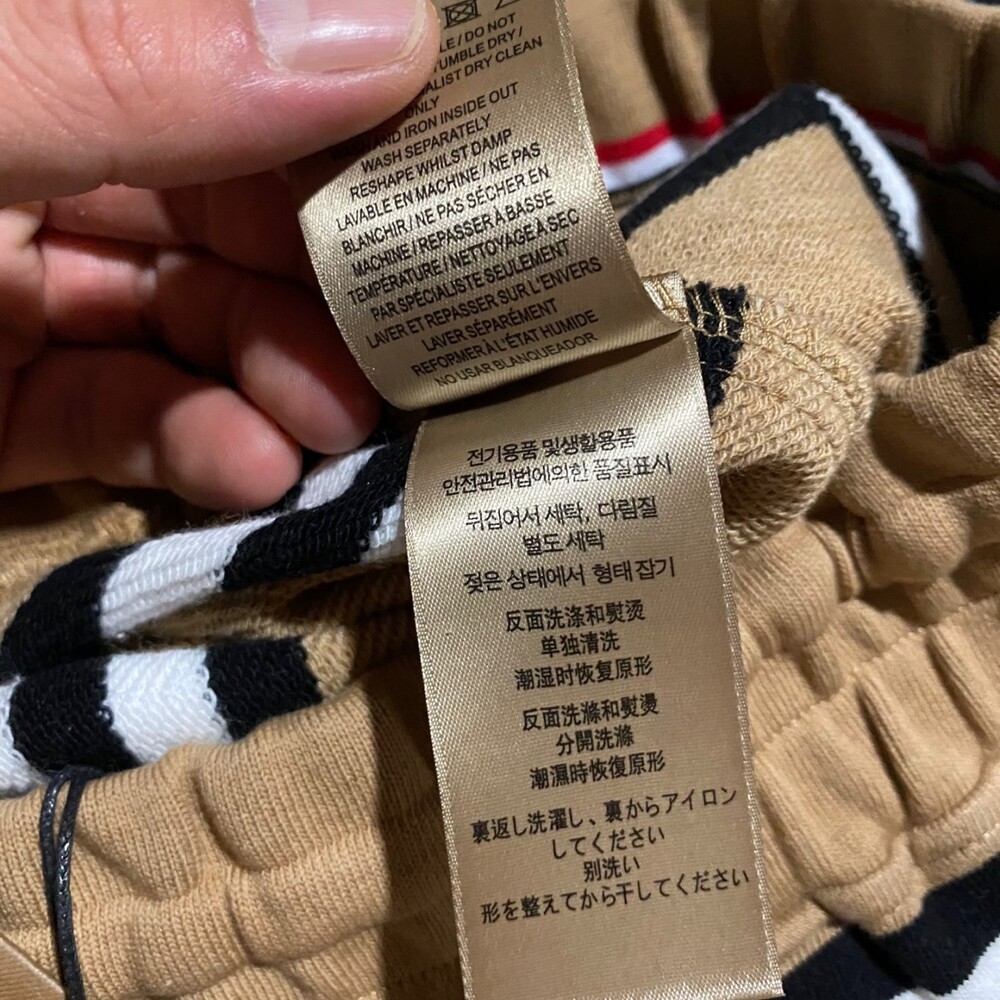 LE / DO NOT
TUMBLE DRY /
ALIST DRY CLEAN
ONLY
AND IRON INSIDE OUT
WASH SEPARATELY
RESHAPE WHILST DAMP
LAVABLE EN MACHINE / NE PAS
BLANCHIR / NE PAS SÉCHER EN
MACHINE / REPASSER À BASSE
TEMPÉRATURE / NETTOYAGE À SEC
PAR SPÉCIALISTE SEULEMENT
LAVER ET REPASSER SUR L'ENVERS
LAVER SÉPARÉMENT
REFORMER À L'ÉTAT HUMIDE
NO USAR BLANQUEADOR
전기용품 및생활용품
안전관리법에의한 품질표시
뒤집어서 세탁, 다림질
별도 세탁
젖은 상태에서 형태 잡기
反面洗涤和熨烫
单独清洗
潮湿时恢复原形
反面洗滌和熨燙
分開洗滌
潮濕時恢復原形
裏返し洗濯し、裏からアイロン
してください
别洗い
形を整えてから干してください